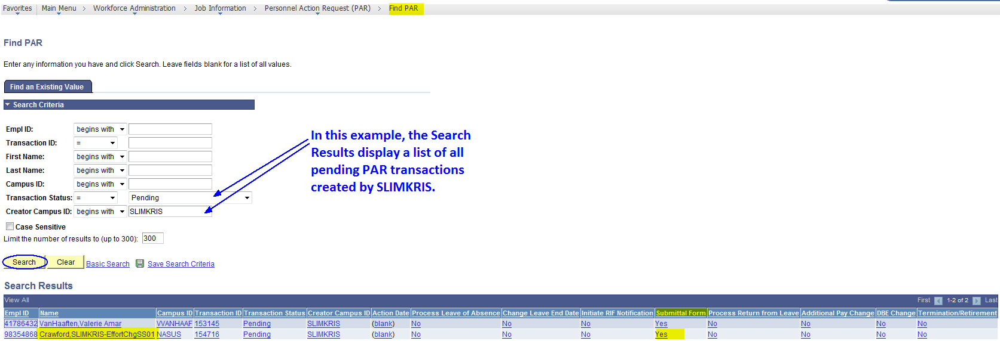 Favorites Main Menu > Workforce Administration > Job Information > Personnel Action Request (PAR) > Find PAR
Find PAR
Enter any information you have and click Search. Leave fields blank for a list of all values.
Find an Existing Value
Search Criteria
Empl ID: begins with
Transaction ID: =
First Name: begins with
Last Name: begins with
Campus ID: begins with
Transaction Status: = Pending
Creator Campus ID: begins with SLIMKRIS
In this example, the Search
Results display a list of all
pending PAR transactions
created by SLIMKRIS.
Case Sensitive
Limit the number of results to (up to 300): 300
Search Clear Basic Search Save Search Criteria
Search Results
View All First 1-2 of 2 Last
Empl ID Name Campus ID Transaction ID Transaction Status Creator Campus ID Action Date Process Leave of Absence Change Leave End Date Initiate RIF Notification Submittal Form Process Return from Leave Additional Pay Change DBE Change Termination/Retirement
41786432 VanHaaften,Valerie Amar VVANHAAF 153145 Pending SLIMKRIS (blank) No No No Yes No No No No
98354868 Crawford,SLIMKRIS-EffortChgSS01 NASUS 154716 Pending SLIMKRIS (blank) No No No Yes No No No No